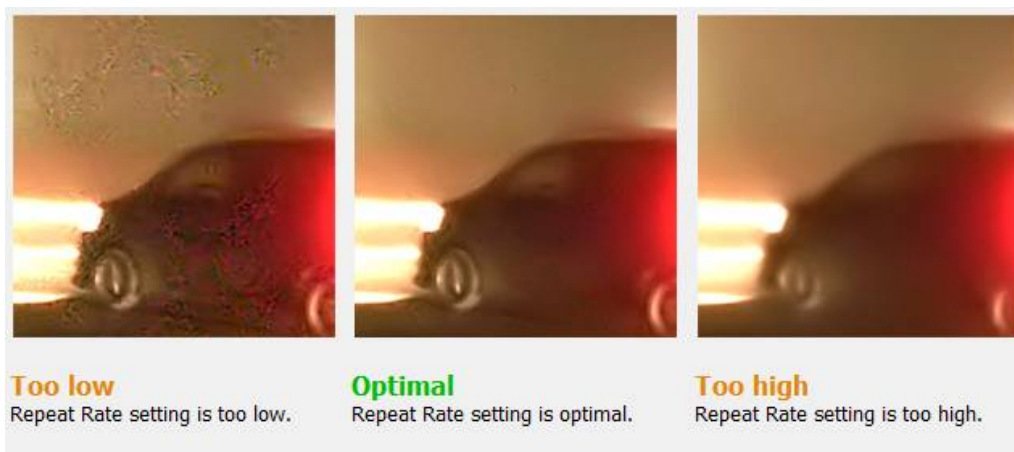 Too low
Repeat Rate setting is too low.
Optimal
Repeat Rate setting is optimal.
Too high
Repeat Rate setting is too high.